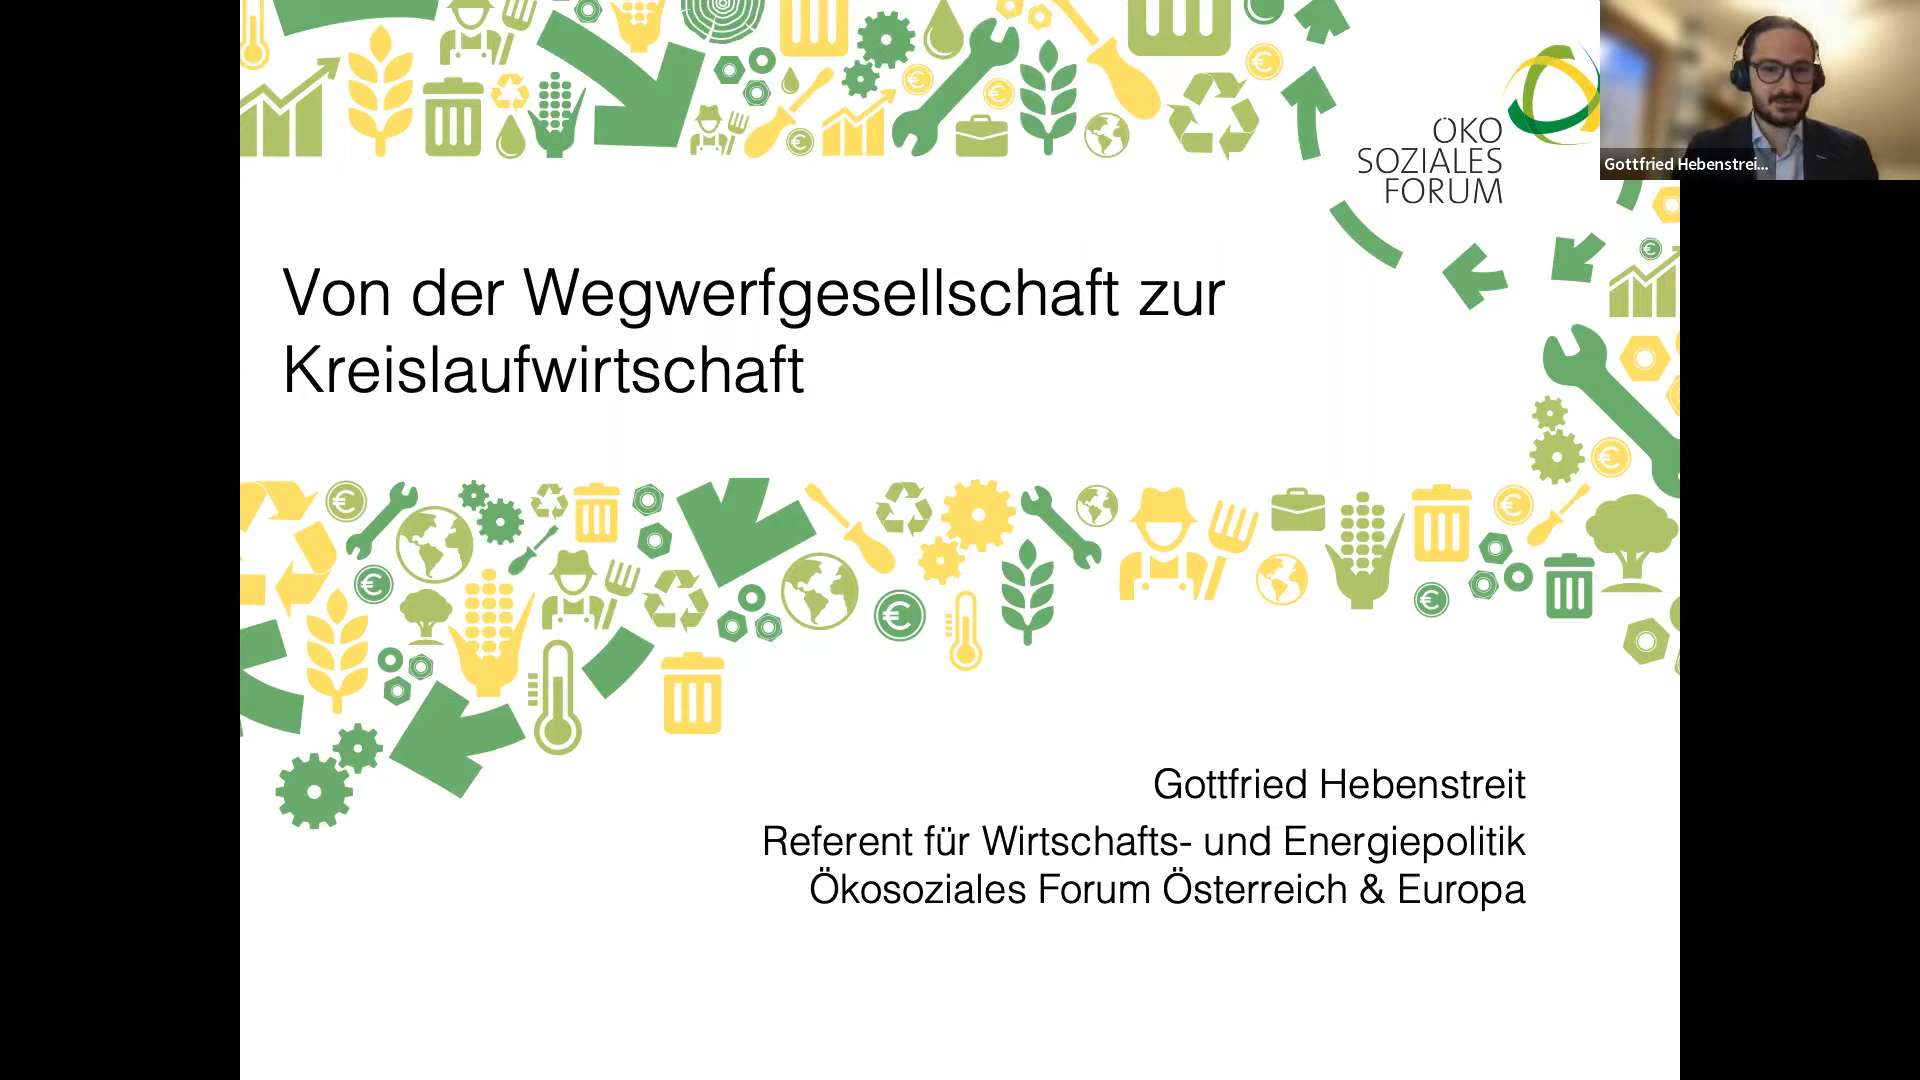 ÖKO
SOZIALES
FORUM
Gottfried Hebenstrei...
Von der Wegwerfgesellschaft zur
Kreislaufwirtschaft
Gottfried Hebenstreit
Referent für Wirtschafts- und Energiepolitik
Ökosoziales Forum Österreich & Europa